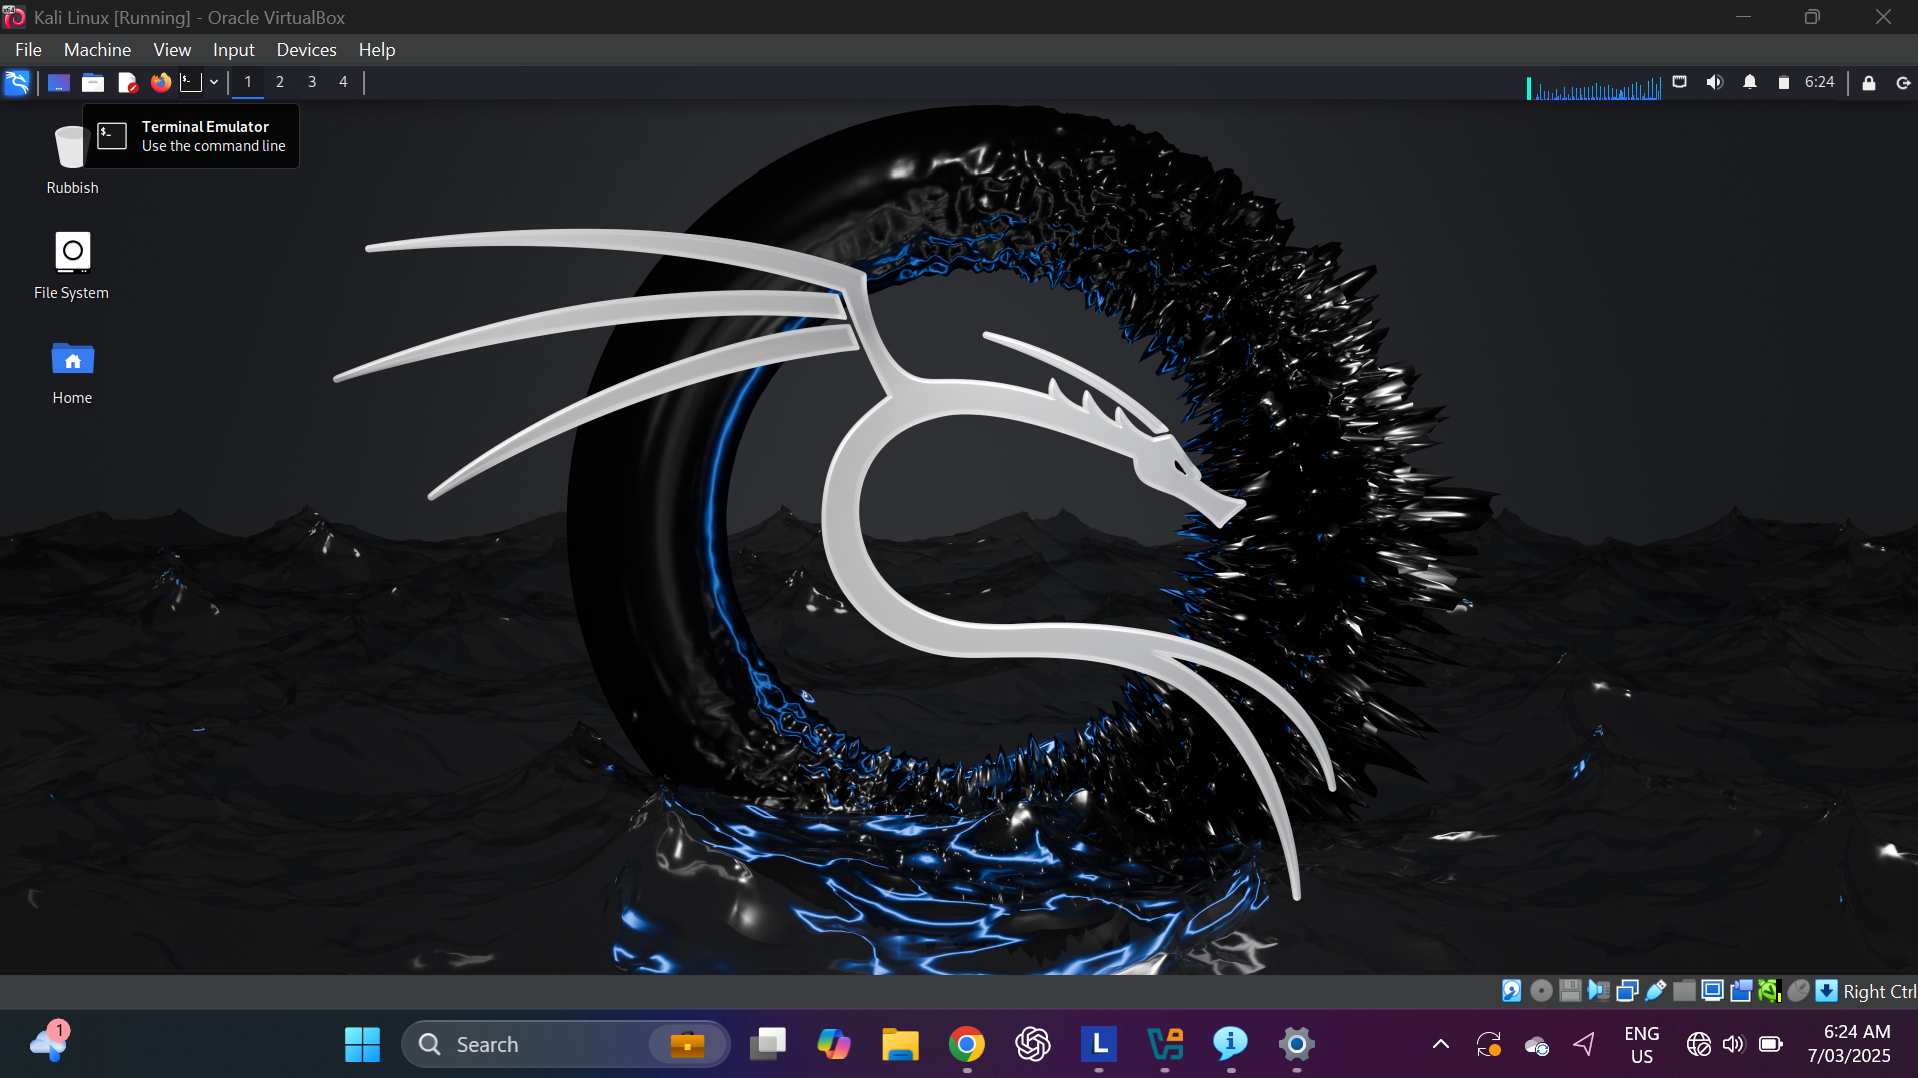 Kali Linux [Running] - Oracle VirtualBox
File Machine View Input Devices Help
1 2 3 4
6:24
Terminal Emulator
Use the command line
Rubbish
File System
Home
Right Ctrl
1
Search
L
ENG
US
6:24 AM
7/03/2025